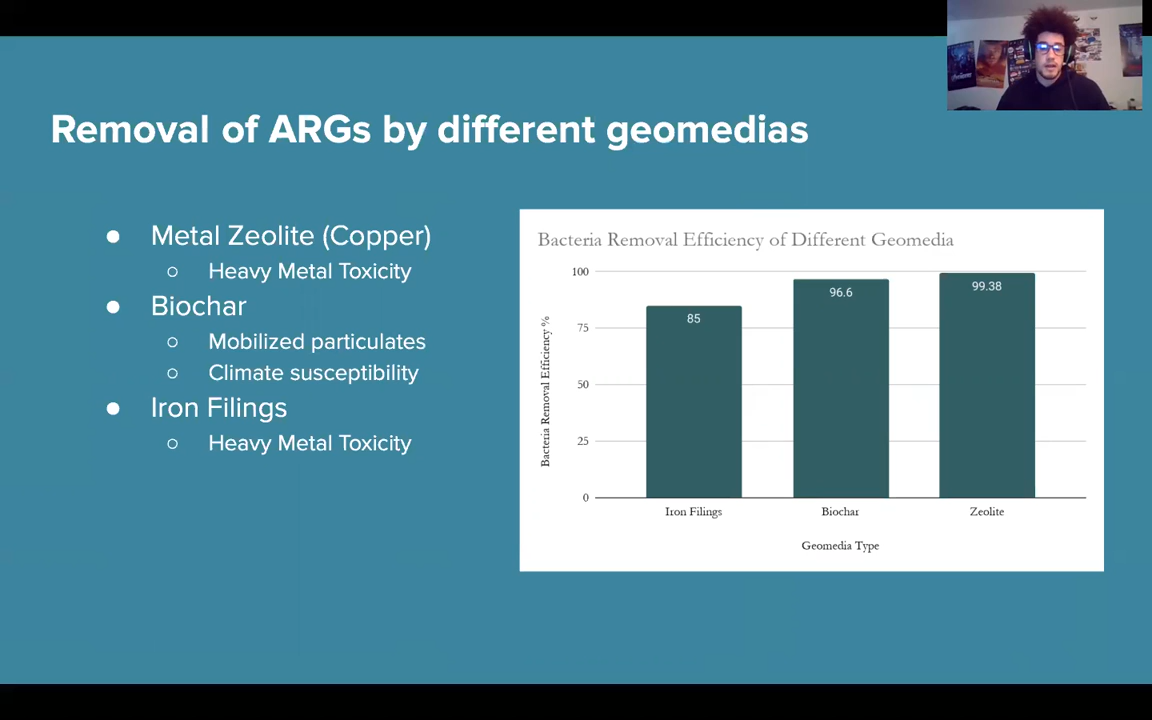 Removal of ARGs by different geomedias
● Metal Zeolite (Copper)
○ Heavy Metal Toxicity
● Biochar
○ Mobilized particulates
○ Climate susceptibility
● Iron Filings
○ Heavy Metal Toxicity
Bacteria Removal Efficiency of Different Geomedia
Bacteria Removal Efficiency %
100
75
50
25
0
85
96.6
99.38
Iron Filings
Biochar
Zeolite
Geomedia Type